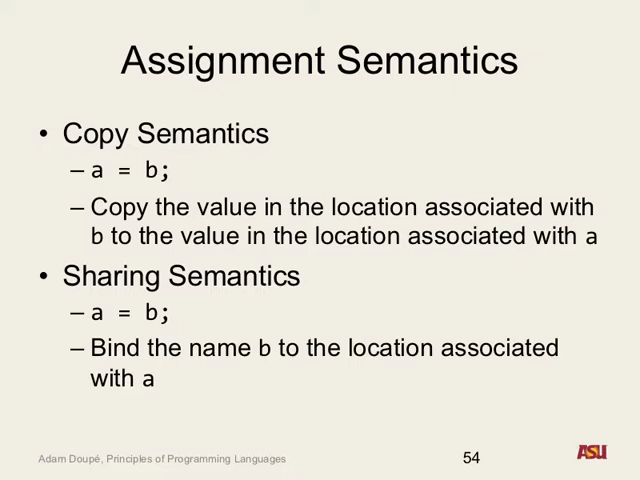 Assignment Semantics
• Copy Semantics
– a = b;
– Copy the value in the location associated with
b to the value in the location associated with a
• Sharing Semantics
– a = b;
– Bind the name b to the location associated
with a
Adam Doupé, Principles of Programming Languages
54
ASU